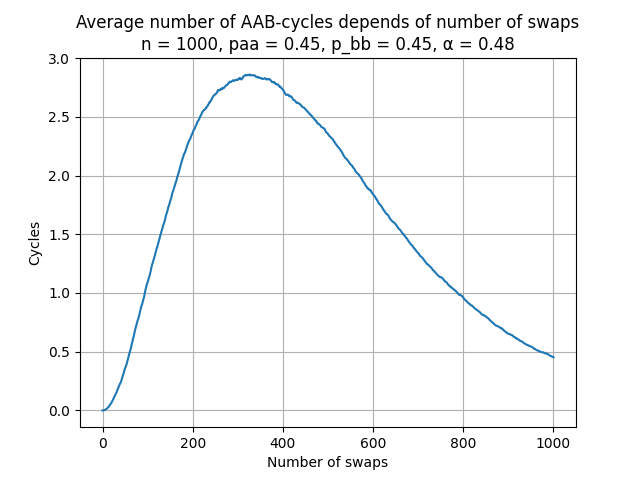 Average number of AAB-cycles depends of number of swaps
n = 1000, paa = 0.45, p_bb = 0.45, α = 0.48
3.0
2.5
2.0
1.5
1.0
0.5
0.0
Cycles
0 200 400 600 800 1000
Number of swaps